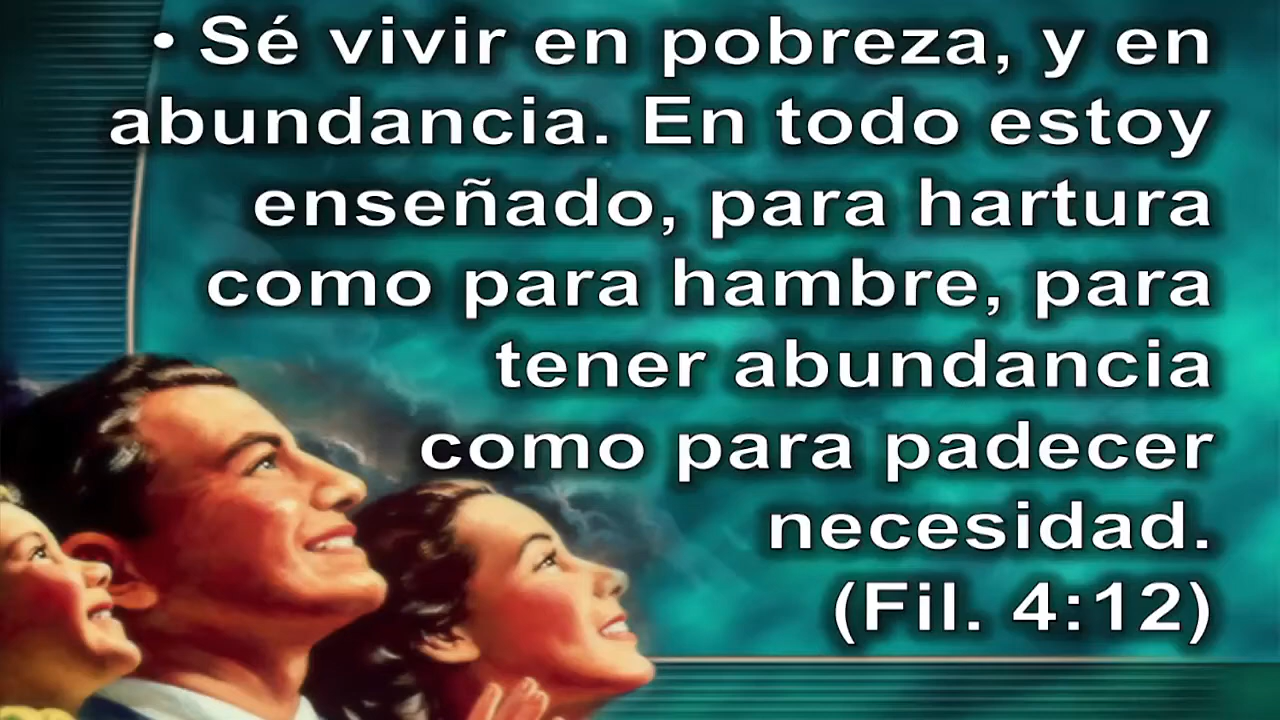 • Sé vivir en pobreza, y en
abundancia. En todo estoy
enseñado, para hartura
como para hambre, para
tener abundancia
como para padecer
necesidad.
(Fil. 4:12)